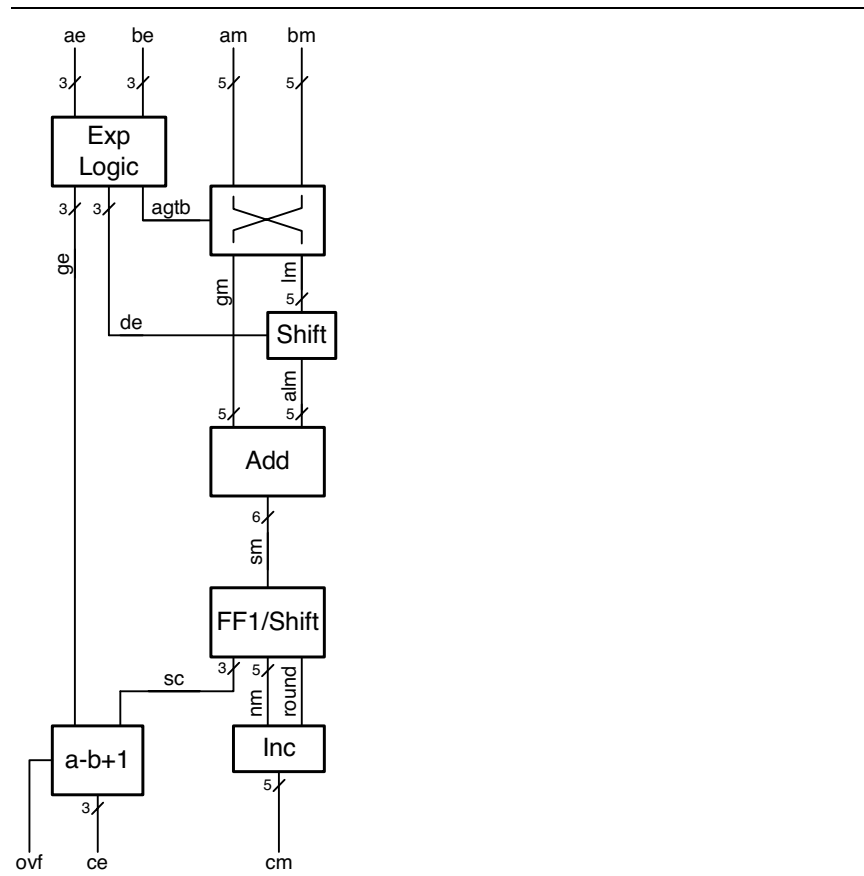 ae be am bm
3 3 5 5
Exp
Logic
3 3 agtb
ge
gm
lm
5
de
Shift
alm
5 5
Add
6
sm
FF1/Shift
3 5
sc
nm
round
a-b+1
Inc
3
5
ovf ce cm